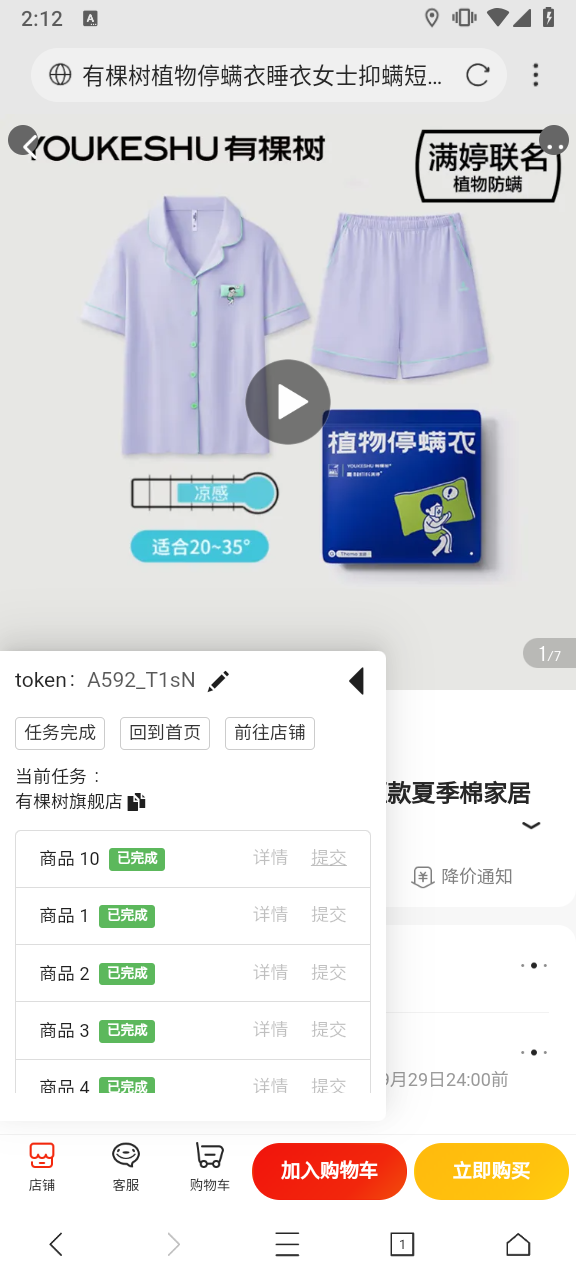 2:12
有棵树植物停螨衣睡衣女士抑螨短...
YOUKESHU 有棵树
满婷联名
植物防螨
植物停螨衣
YOUKESHU 有棵树
凉感
适合20~35°
1/7
token： A592_T1sN
任务完成 回到首页 前往店铺
当前任务 ：
有棵树旗舰店
款夏季棉家居
商品 10 已完成 详情 提交
降价通知
商品 1 已完成 详情 提交
商品 2 已完成 详情 提交
商品 3 已完成 详情 提交
商品 4 已完成 详情 提交
9月29日24:00前
店铺 客服 购物车 加入购物车 立即购买
1